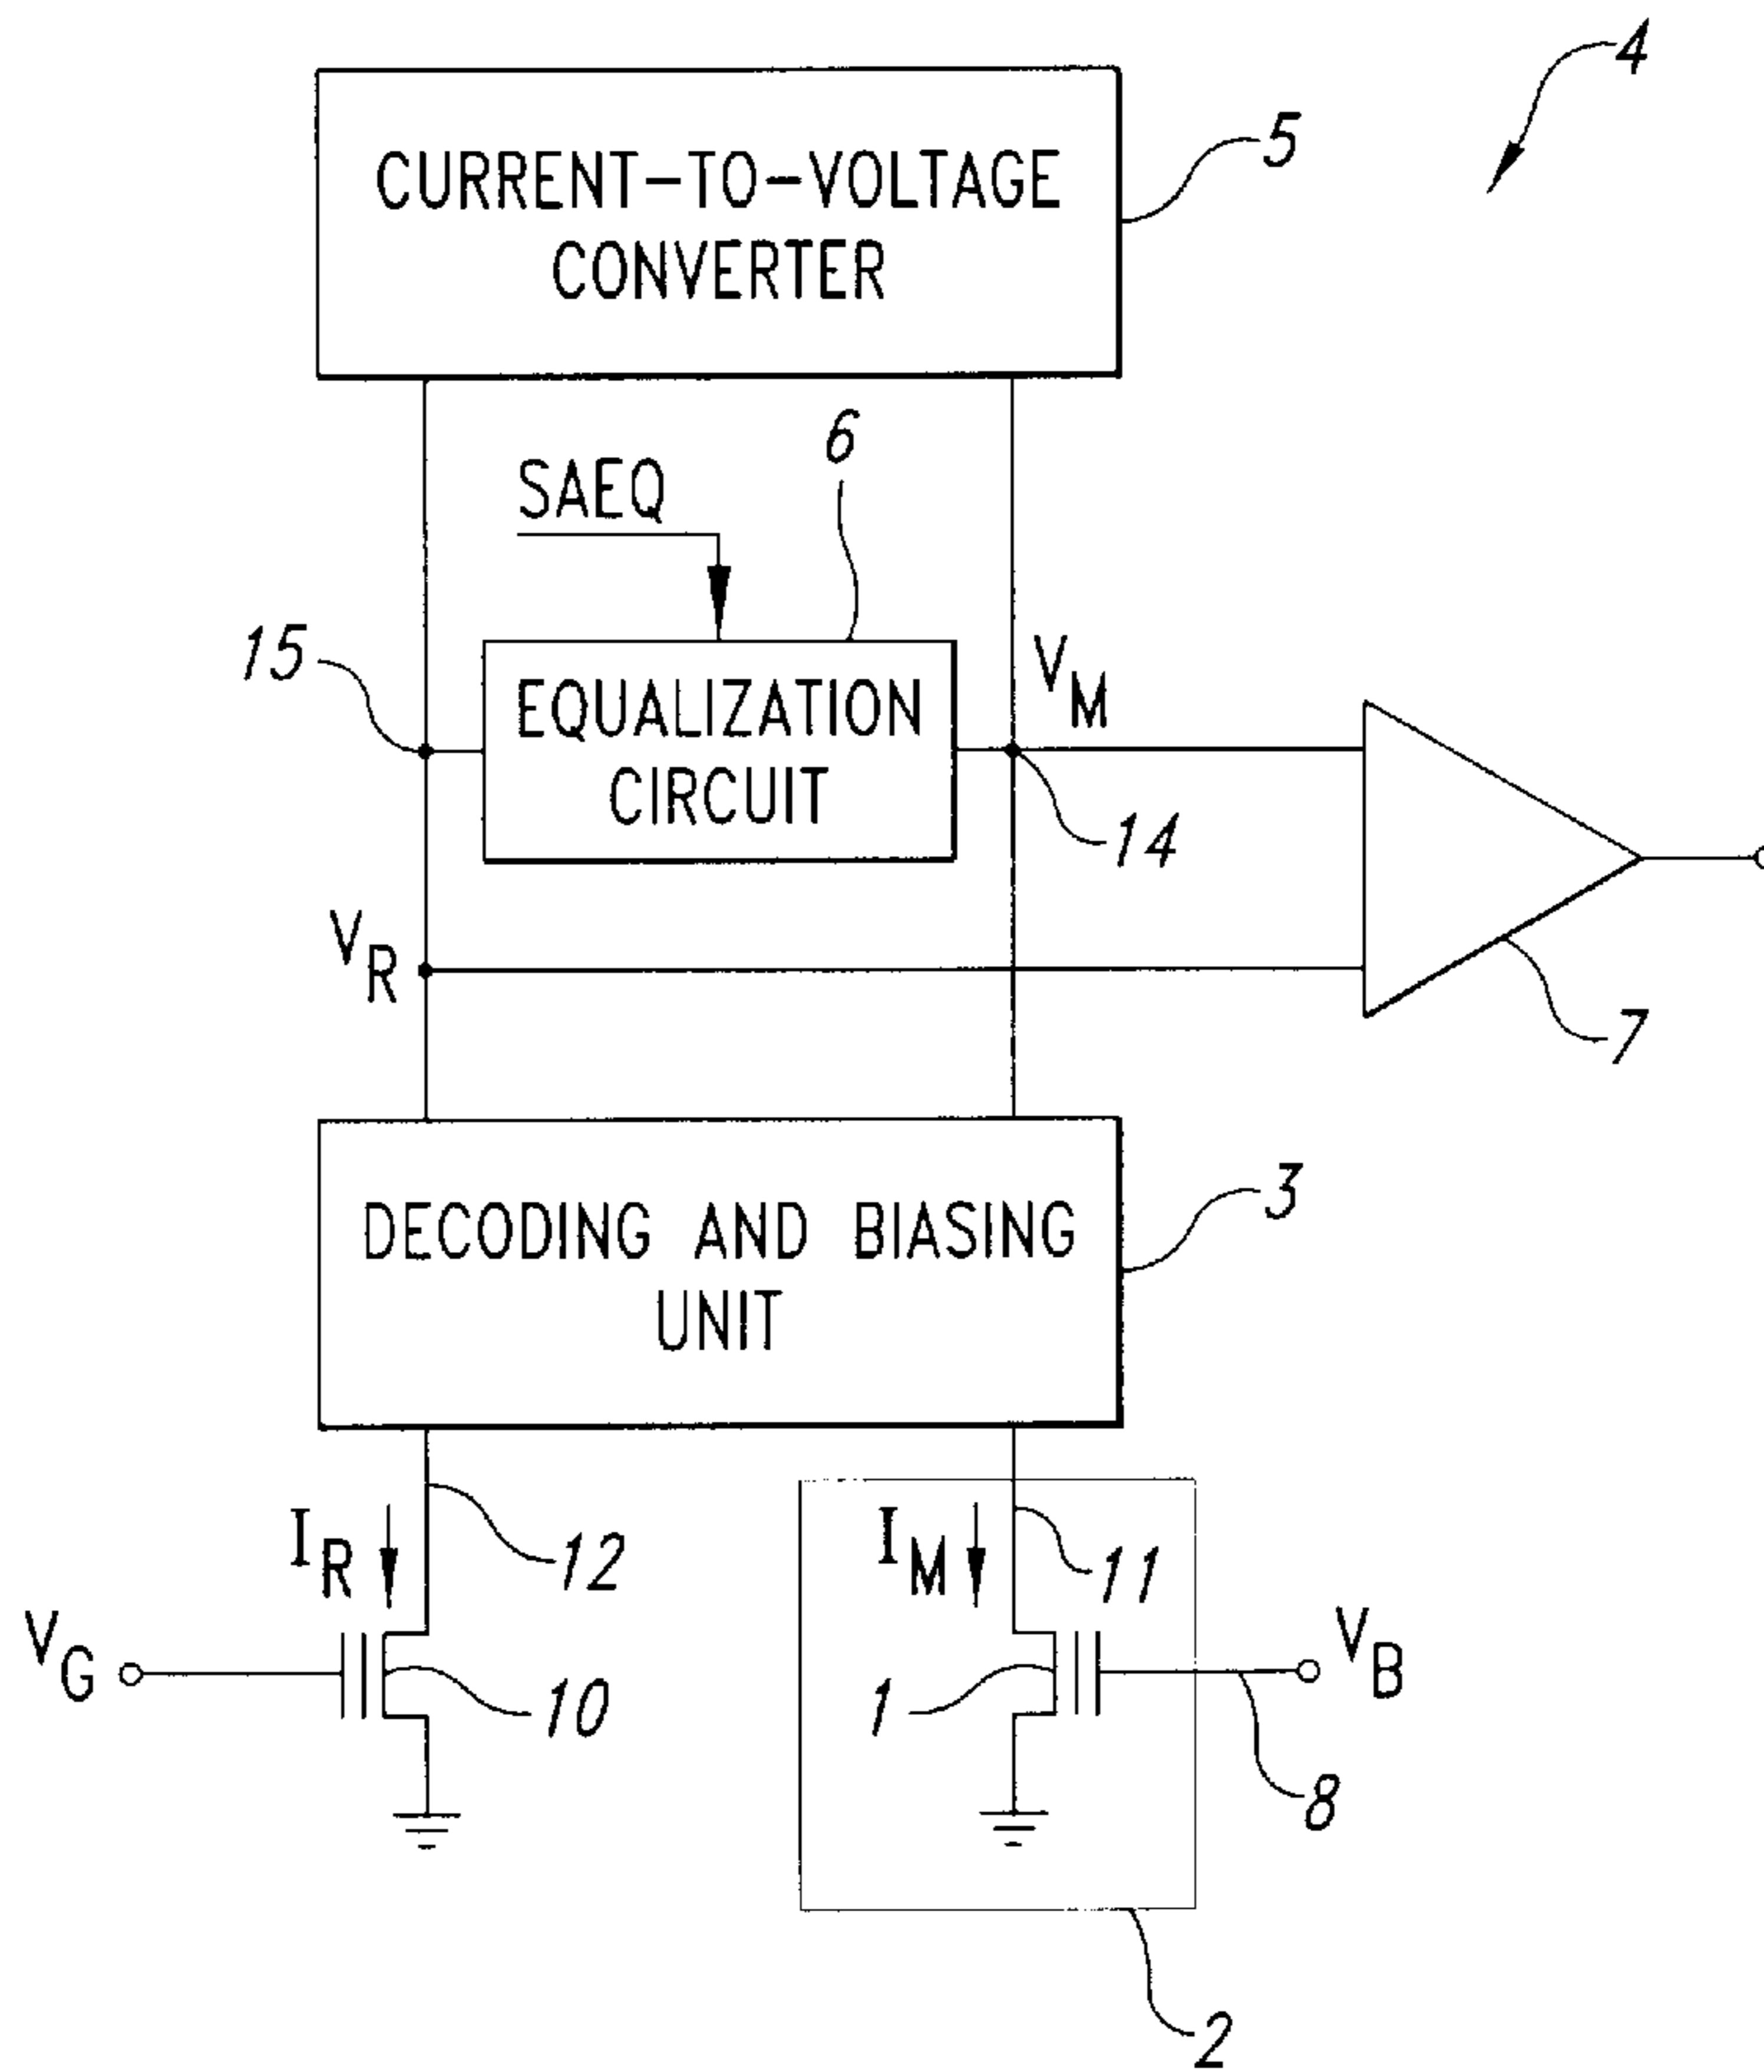 4
5
CURRENT-TO-VOLTAGE
CONVERTER
6
SAEQ
15
EQUALIZATION
CIRCUIT
VM
14
VR
7
3
DECODING AND BIASING
UNIT
IR
12
IM
11
VG
10
1
VB
8
2